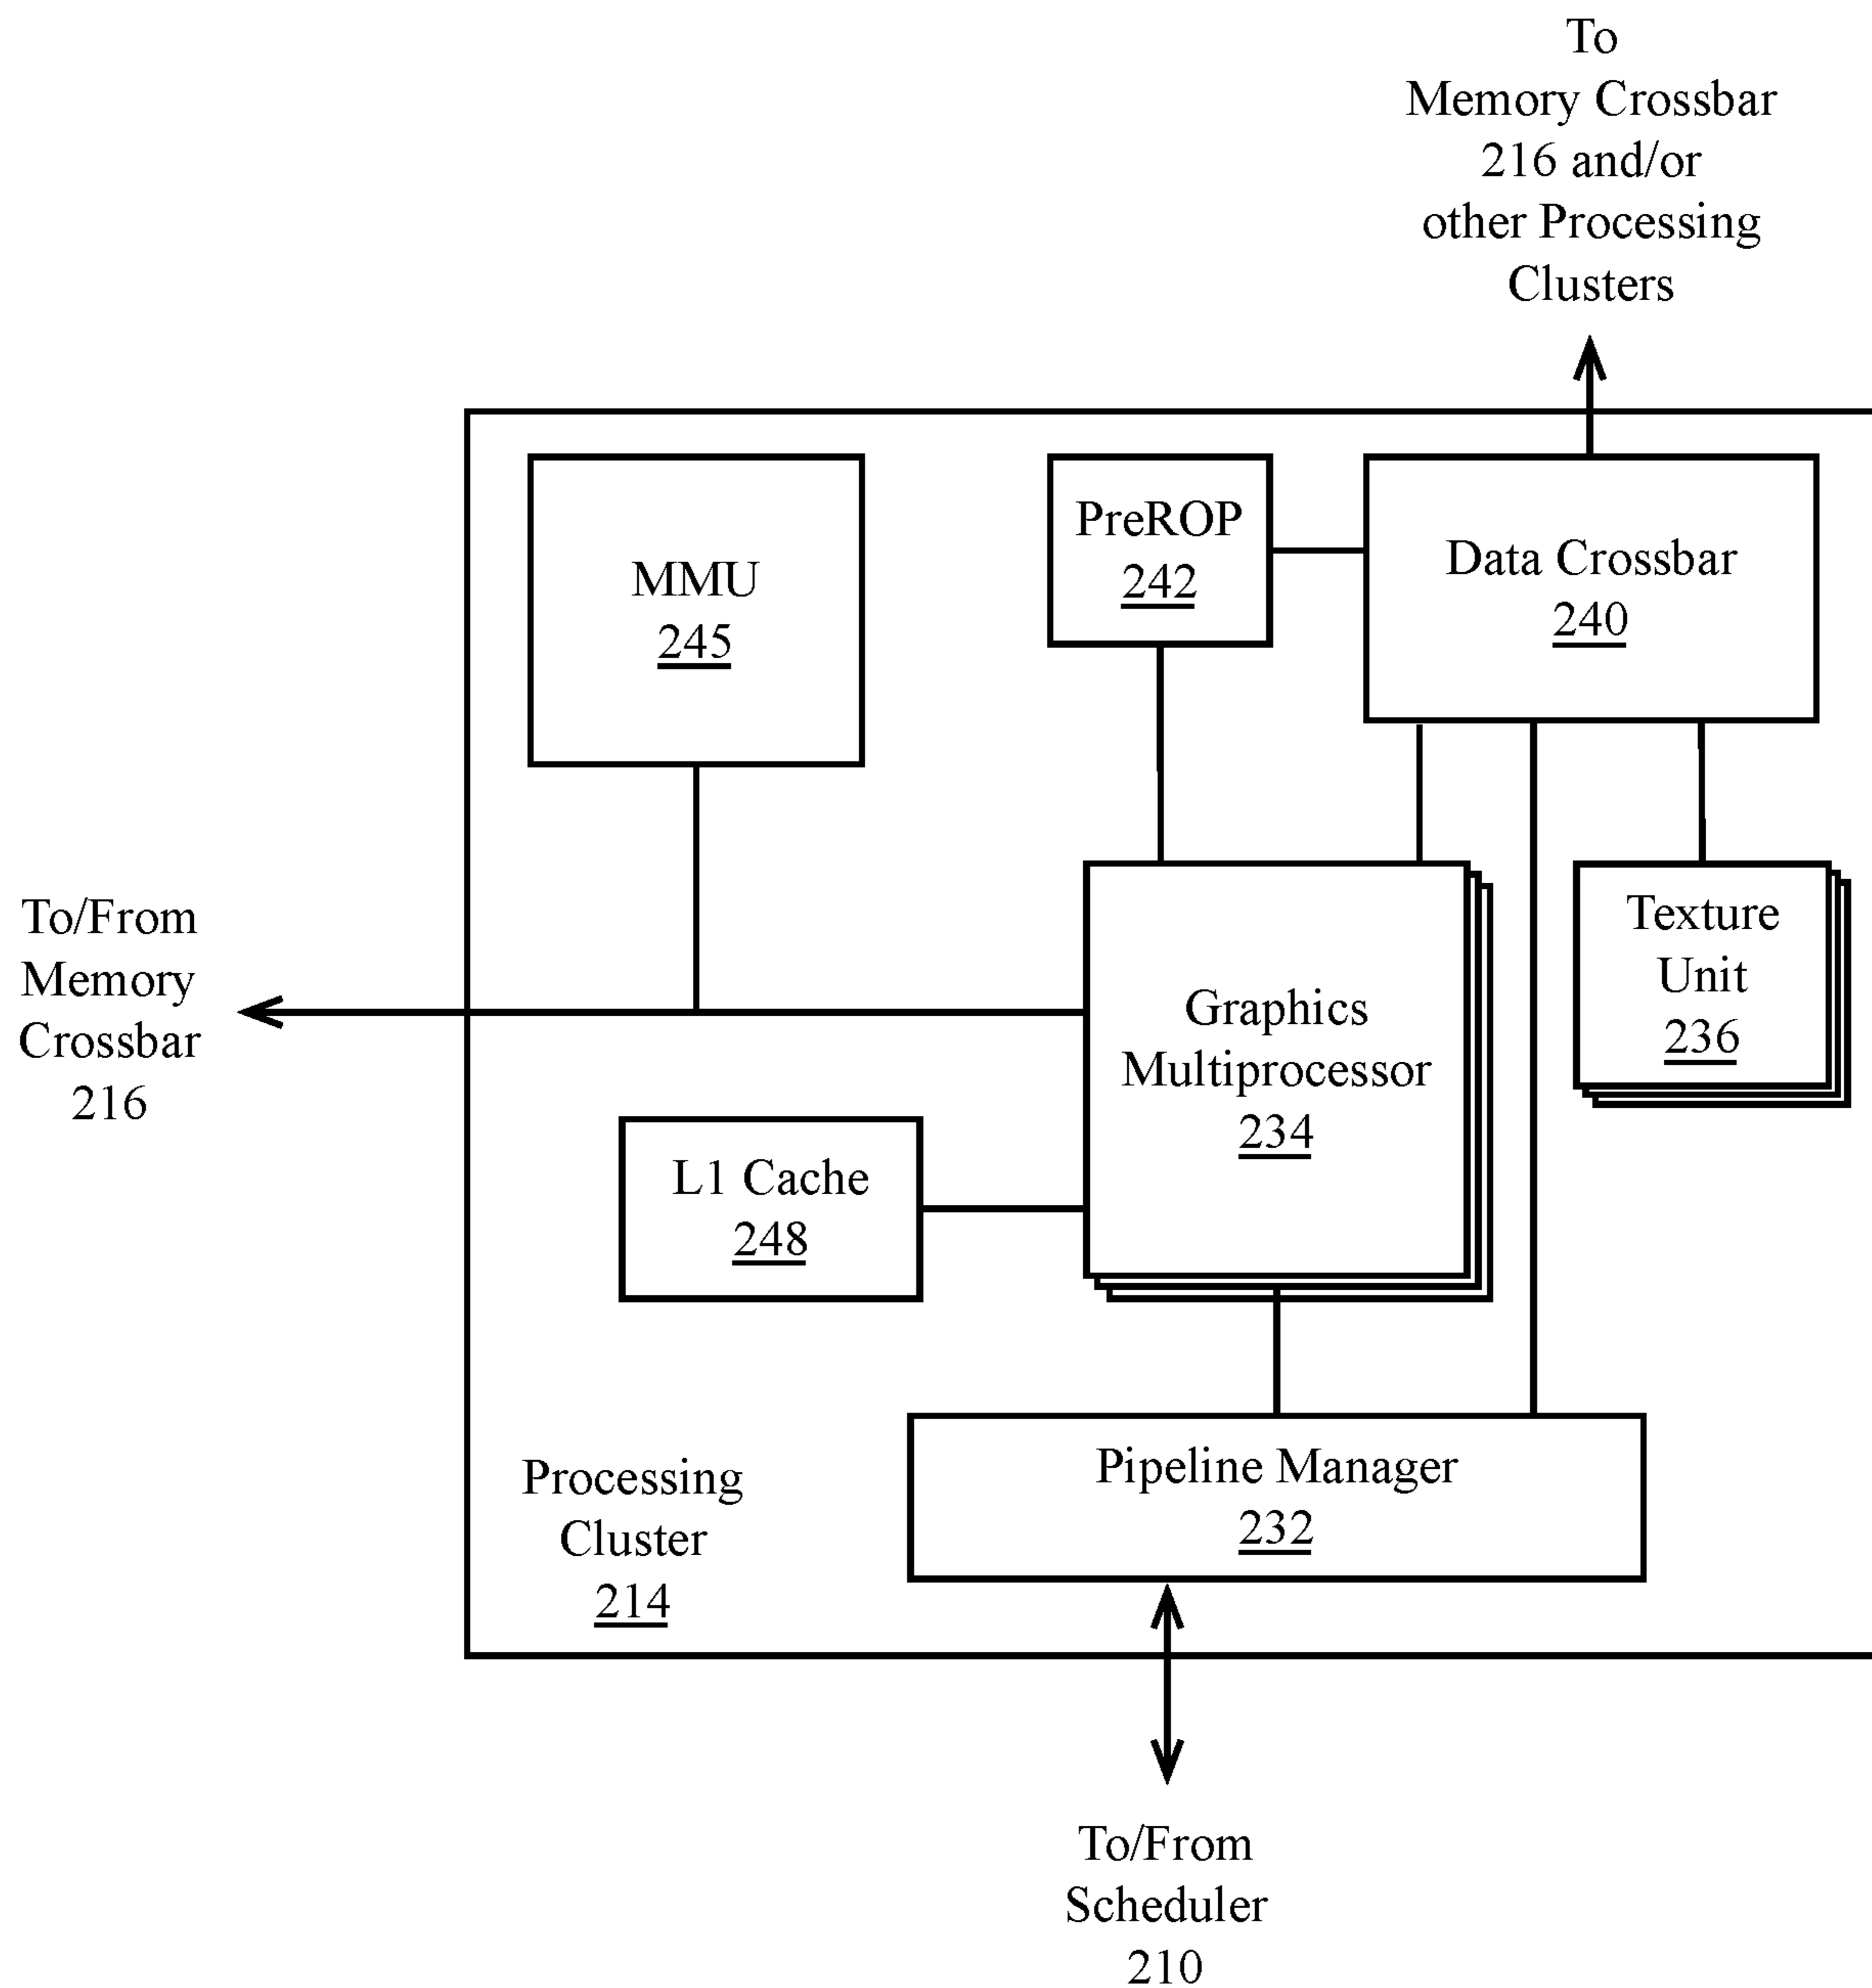 To
Memory Crossbar
216 and/or
other Processing
Clusters
MMU
245
PreROP
242
Data Crossbar
240
To/From
Memory
Crossbar
216
Graphics
Multiprocessor
234
Texture
Unit
236
L1 Cache
248
Pipeline Manager
232
Processing
Cluster
214
To/From
Scheduler
210